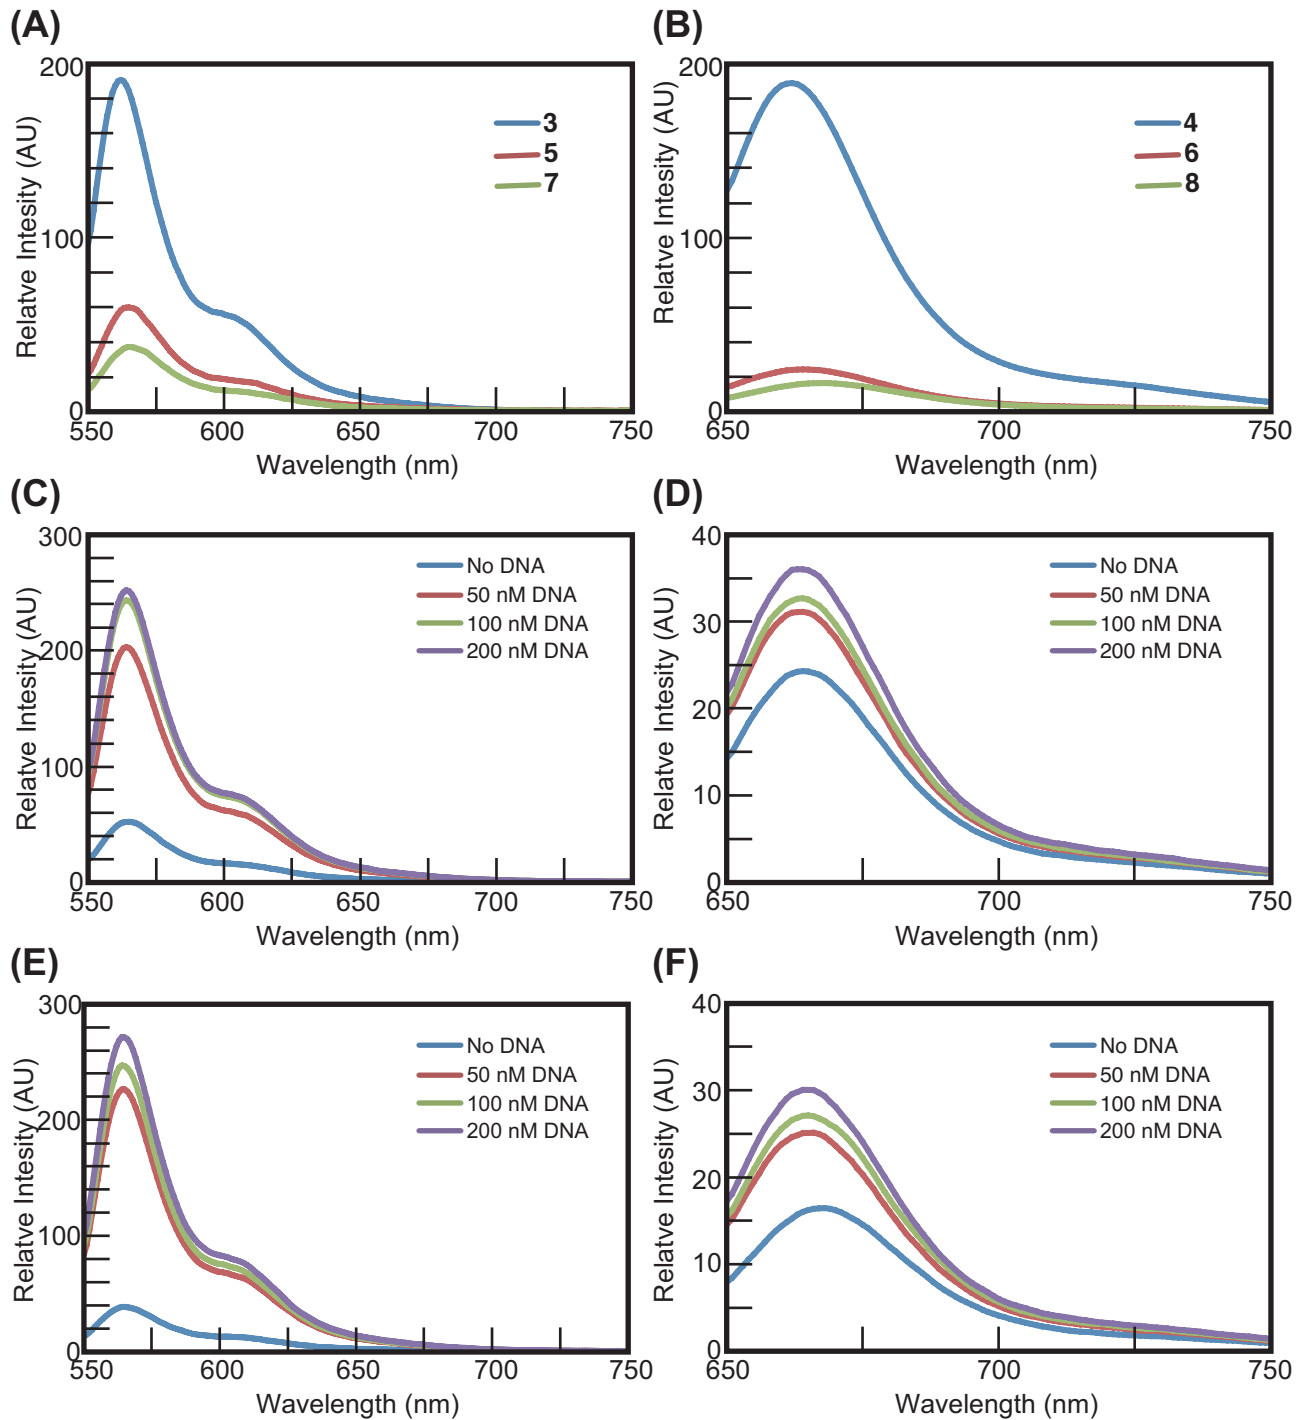 (A)
200
100
0
550 600 650 700 750
Relatve Intesity (AU)
Wavelength (nm)
3
5
7
(B)
200
100
0
650 700 750
Relatve Intesity (AU)
Wavelength (nm)
4
6
8
(C)
300
200
100
0
550 600 650 700 750
Relatve Intesity (AU)
Wavelength (nm)
No DNA
50 nM DNA
100 nM DNA
200 nM DNA
(D)
40
30
20
10
0
650 700 750
Relatve Intesity (AU)
Wavelength (nm)
No DNA
50 nM DNA
100 nM DNA
200 nM DNA
(E)
300
200
100
0
550 600 650 700 750
Relatve Intesity (AU)
Wavelength (nm)
No DNA
50 nM DNA
100 nM DNA
200 nM DNA
(F)
40
30
20
10
0
650 700 750
Relatve Intesity (AU)
Wavelength (nm)
No DNA
50 nM DNA
100 nM DNA
200 nM DNA